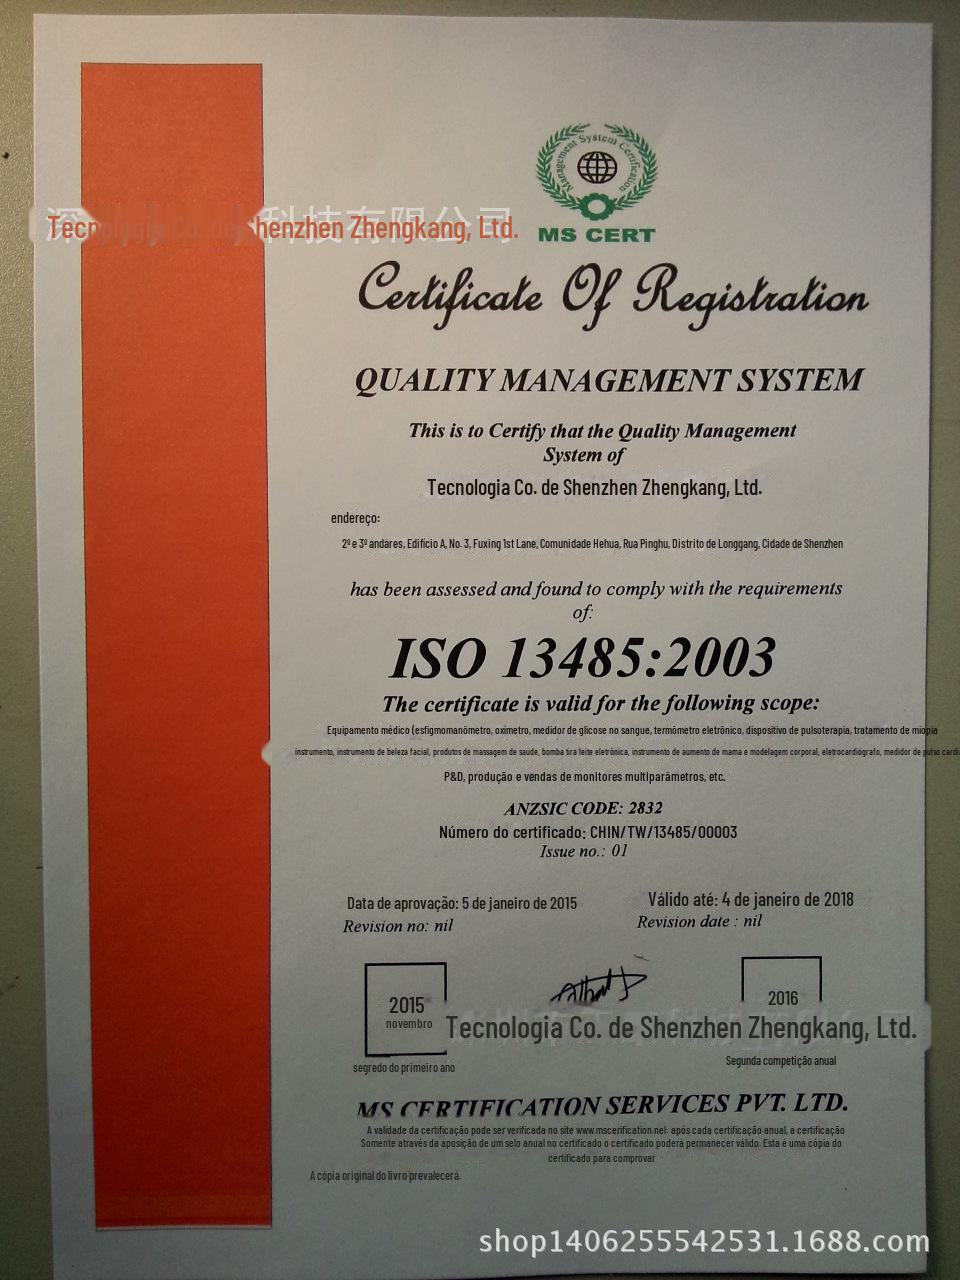 Management System Certification
MS CERT
科技有限公司
Tecnologia Co. de Shenzhen Zhengkang, Ltd.
Certificate Of Registration
QUALITY MANAGEMENT SYSTEM
This is to Certify that the Quality Management
System of
Tecnologia Co. de Shenzhen Zhengkang, Ltd.
endereço:
2º e 3º andares, Edifício A, No. 3, Fuxing 1st Lane, Comunidade Hehua, Rua Pinghu, Distrito de Longgang, Cidade de Shenzhen
has been assessed and found to comply with the requirements
of:
ISO 13485:2003
The certificate is valid for the following scope:
Equipamento médico (esfigmomanômetro, oxímetro, medidor de glicose no sangue, termômetro eletrônico, dispositivo de pulsoterapia, tratamento de miopia
instrumento, instrumento de beleza facial, produtos de massagem de saúde, bomba tira leite eletrônica, instrumento de aumento de mama e modelagem corporal, eletrocardiógrafo, medidor de pulso
P&D, produção e vendas de monitores multiparâmetros, etc.
ANZSIC CODE: 2832
Número do certificado: CHIN/TW/13485/00003
Issue no.: 01
Data de aprovação: 5 de janeiro de 2015
Válido até: 4 de janeiro de 2018
Revision no: nil
Revision date : nil
2015
novembro
2016
Tecnologia Co. de Shenzhen Zhengkang, Ltd.
segredo do primeiro ano
Segunda competição anual
MS CERTIFICATION SERVICES PVT. LTD.
A validade da certificação pode ser verificada no site www.mscerification.net: após cada certificação anual, a certificação
Somente através da aposição de um selo anual no certificado o certificado poderá permanecer válido. Esta é uma cópia do
certificado para comprovar
A cópia original do livro prevalecerá.
shop1406255542531.1688.com